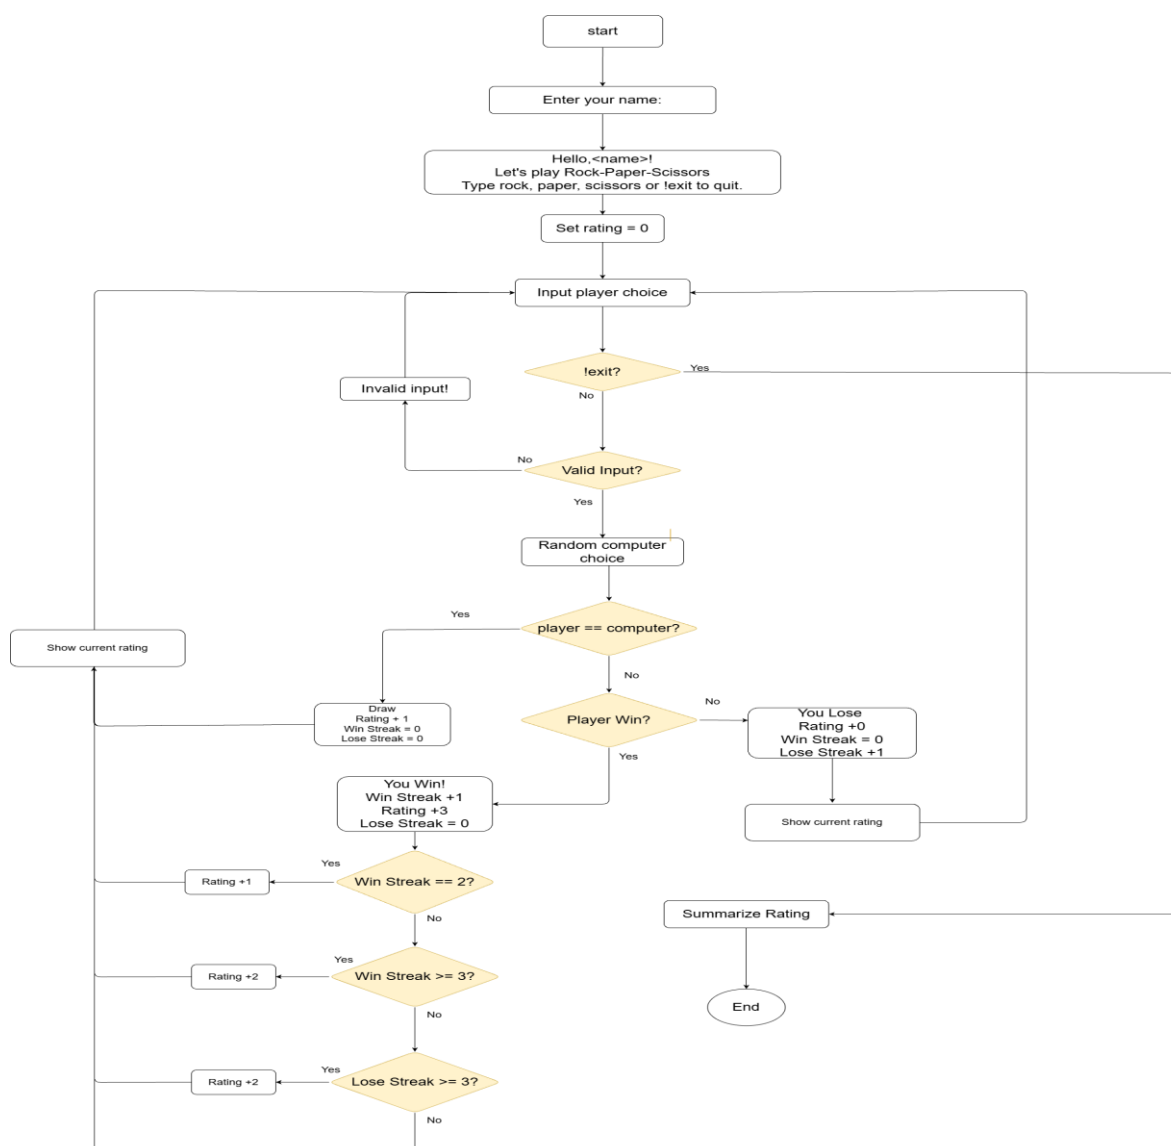 start
Enter your name:
Hello,<name>!
Let's play Rock-Paper-Scissors
Type rock, paper, scissors or !exit to quit.
Set rating = 0
Input player choice
!exit?
Yes
No
Invalid input!
No
Valid Input?
Yes
Random computer
choice
Yes
player == computer?
No
Show current rating
Draw
Rating + 1
Win Streak = 0
Lose Streak = 0
Player Win?
No
Yes
You Lose
Rating +0
Win Streak = 0
Lose Streak +1
Show current rating
You Win!
Win Streak +1
Rating +3
Lose Streak = 0
Yes
Win Streak == 2?
Rating +1
No
Summarize Rating
Yes
Win Streak >= 3?
Rating +2
No
End
Yes
Lose Streak >= 3?
Rating +2
No